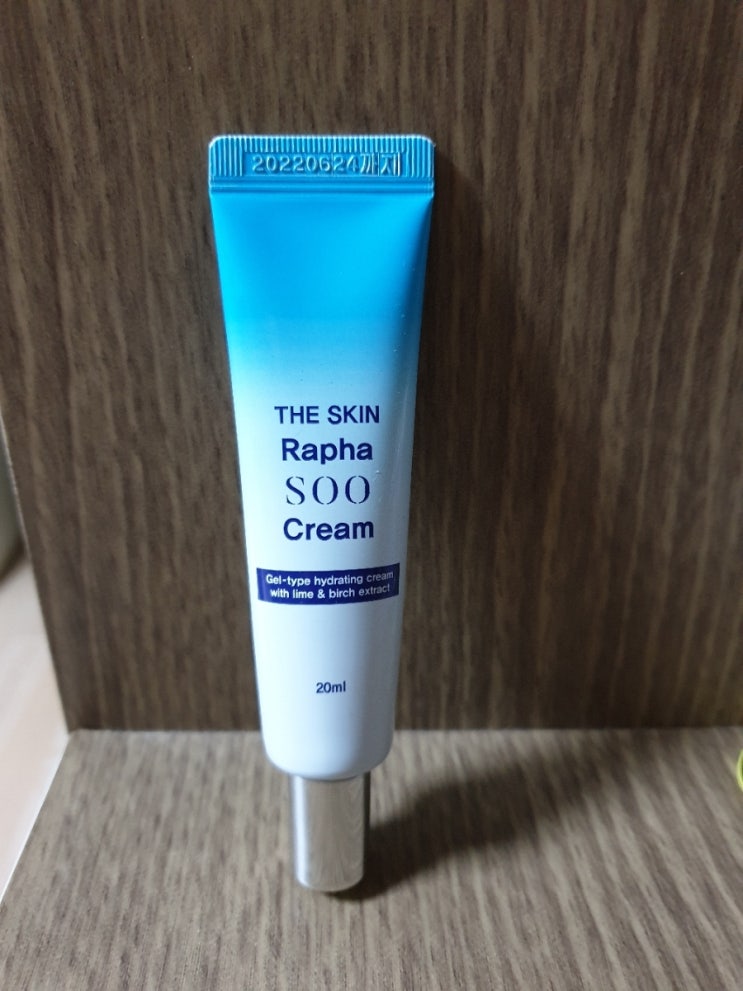 20220624까지
THE SKIN
Rapha
SOO
Cream
Gel-type hydrating cream
with lime & birch extract
20ml